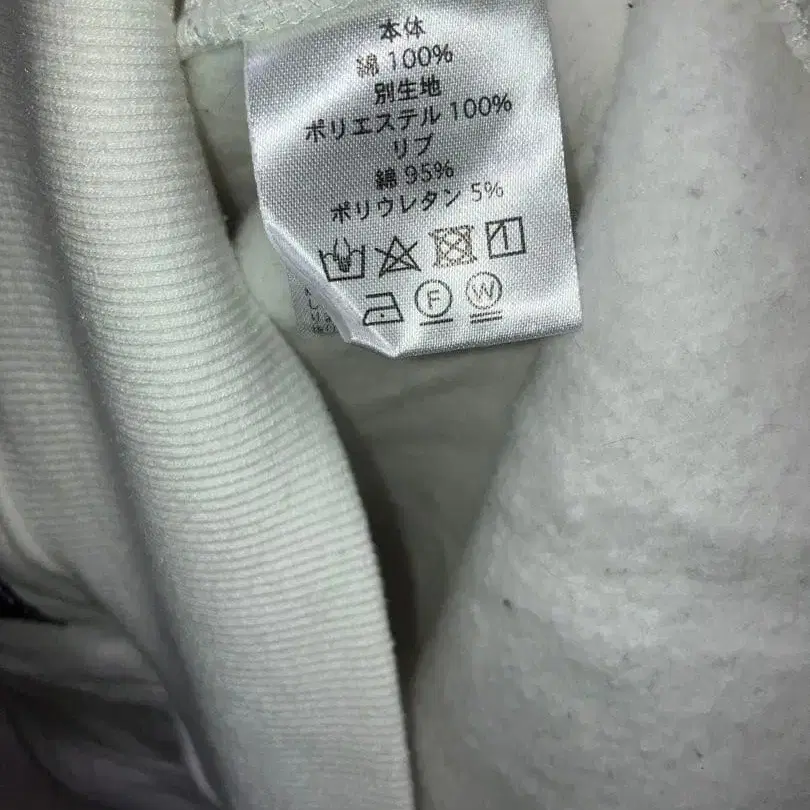 本体
綿 100%
別生地
ポリエステル 100%
リブ
綿 95%
ポリウレタン 5%
F
W